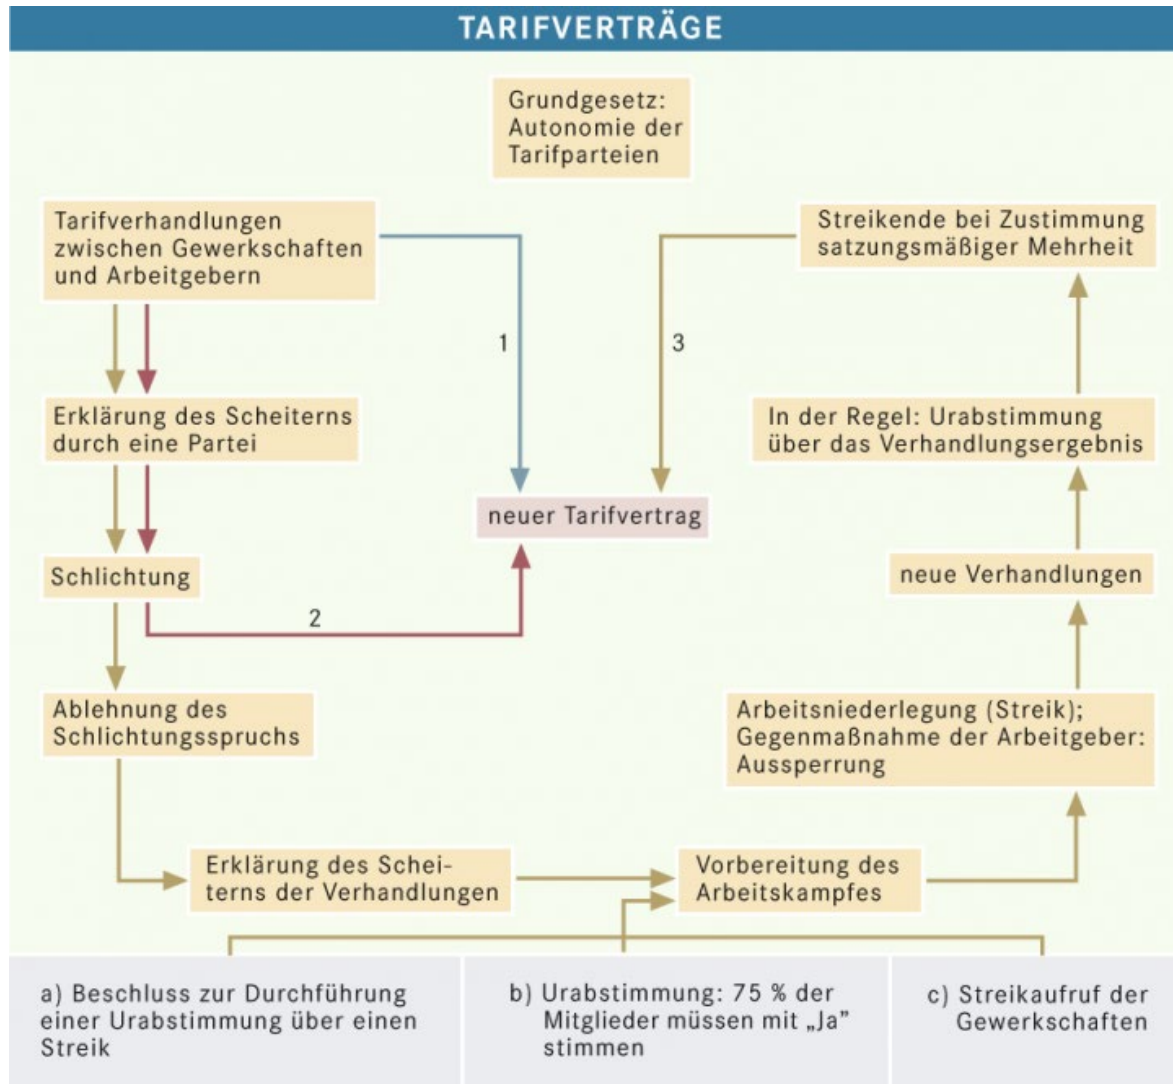 TARIFVERTRÄGE
Grundgesetz:
Autonomie der
Tarifparteien
Tarifverhandlungen
zwischen Gewerkschaften
und Arbeitgebern
Streikende bei Zustimmung
satzungsmäßiger Mehrheit
1
3
Erklärung des Scheiterns
durch eine Partei
In der Regel: Urabstimmung
über das Verhandlungsergebnis
neuer Tarifvertrag
Schlichtung
neue Verhandlungen
2
Ablehnung des
Schlichtungsspruchs
Arbeitsniederlegung (Streik);
Gegenmaßnahme der Arbeitgeber:
Aussperrung
Erklärung des Schei-
terns der Verhandlungen
Vorbereitung des
Arbeitskampfes
a) Beschluss zur Durchführung
einer Urabstimmung über einen
Streik
b) Urabstimmung: 75 % der
Mitglieder müssen mit „Ja”
stimmen
c) Streikaufruf der
Gewerkschaften